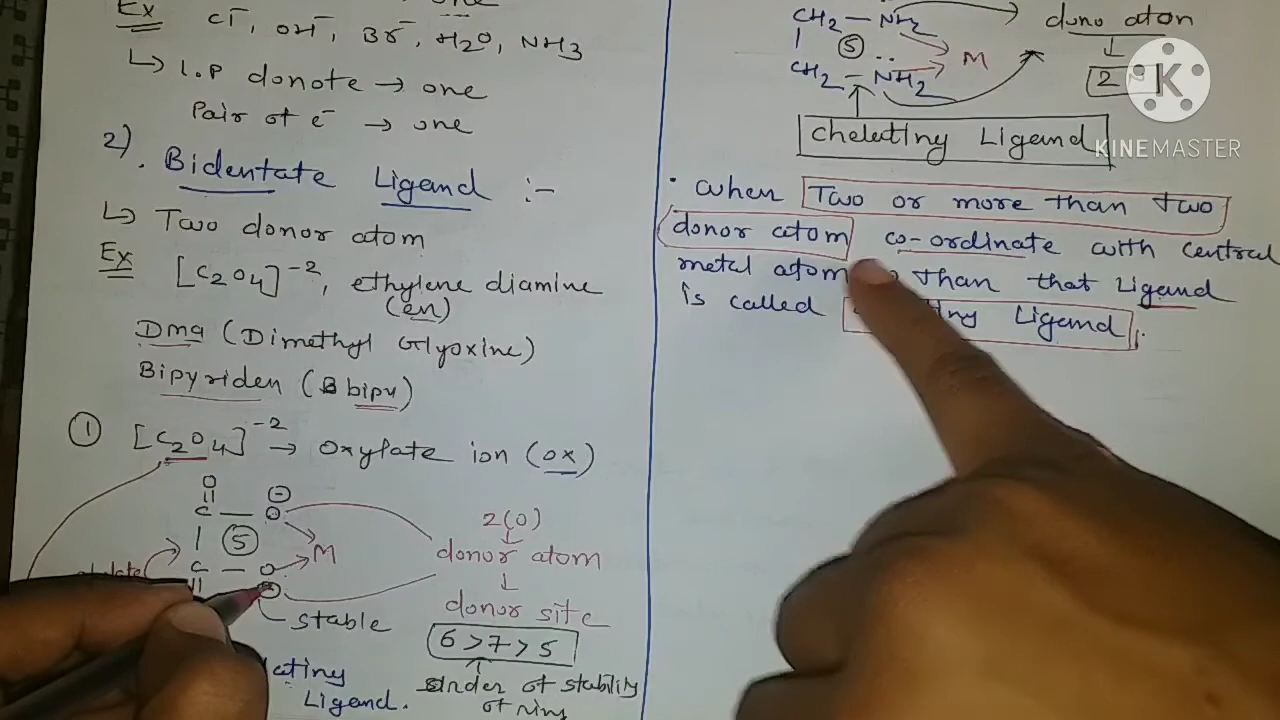 Ex
Cl⁻, OH⁻, Br⁻, H2O, NH3
↳ l.p donote → one
Pair of e⁻ → one
2). Bidentate Ligand :-
↳ Two donor atom
Ex
[C2O4]⁻², ethylene diamine
(en)
Dmg (Dimethyl Glyoxine)
Bipyriden (B bipy)
① [C2O4]⁻² → Oxylate ion (ox)
O
C — O ⊖
⑤ M
C — O
2(O)
↓
donor atom
↓
donor site
stable
6 > 7 > 5
Order of stability
of ring
Ligand.
CH2 — NH2
⑤ M
CH2 — NH2
dono atom
↓
2
Chelating Ligand
KINEMASTER
• when Two or more than two
donor atom co-ordinate with central
metal atom than that Ligand
is called Ligand.